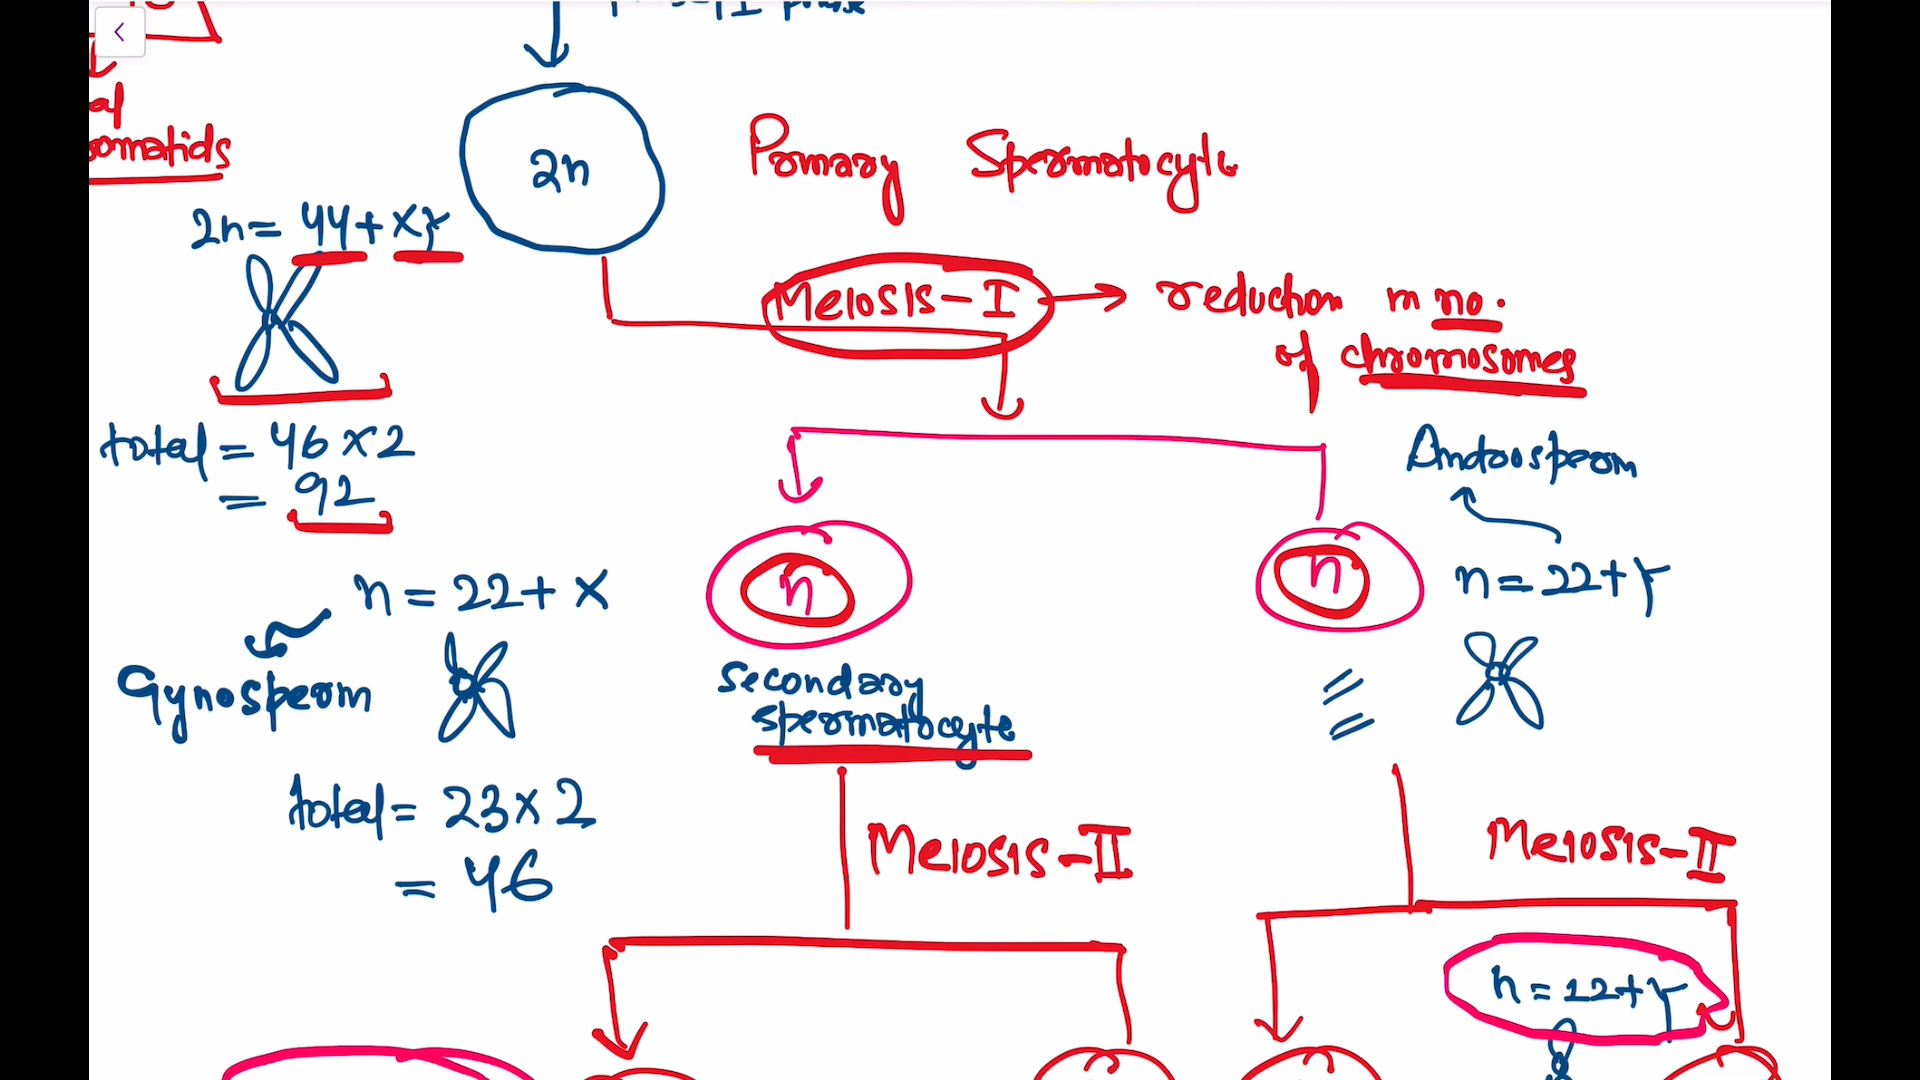 somatids
2n
Primary Spermatocyte
2n = 44 + XY
Meiosis - I → reduction in no.
of chromosomes
total = 46 x 2
= 92
Androsperm
n
n
n = 22 + X
n = 22 + Y
Gynosperm
Secondary
spermatocyte
total = 23 x 2
= 46
Meiosis - II
Meiosis - II
n = 22 + Y